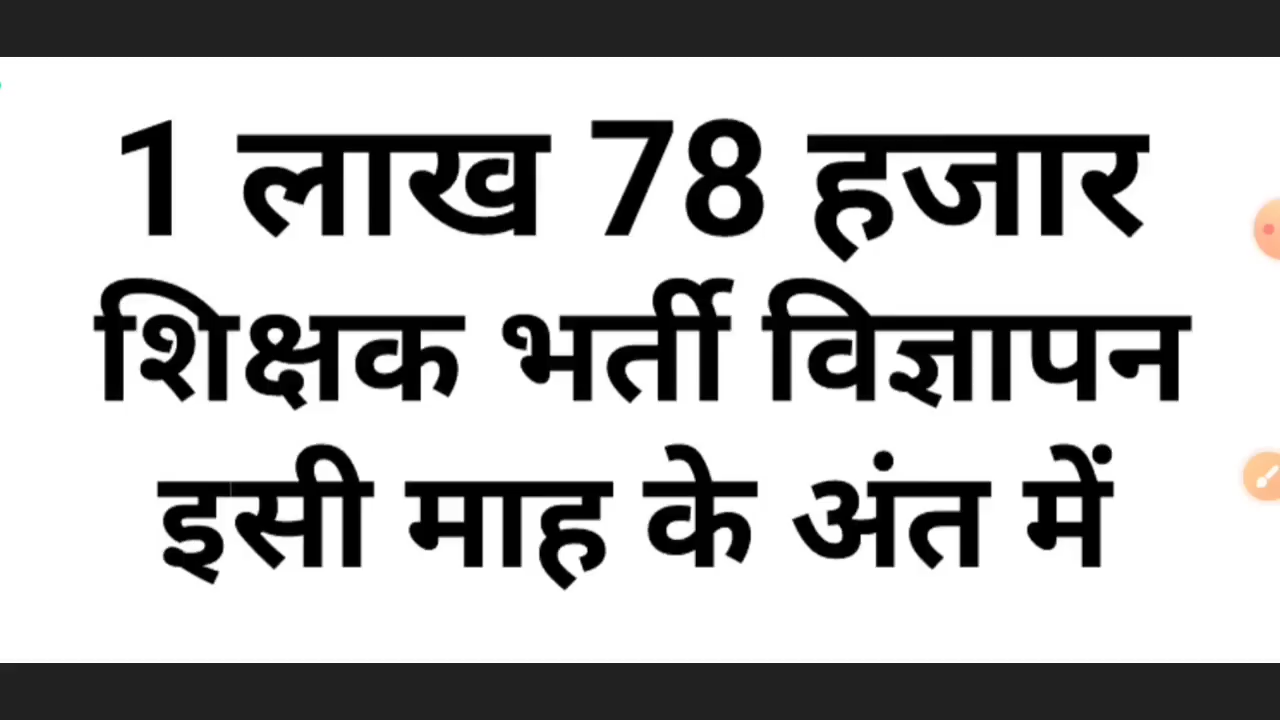 1 लाख 78 हजार
शिक्षक भर्ती विज्ञापन
इसी माह के अंत में